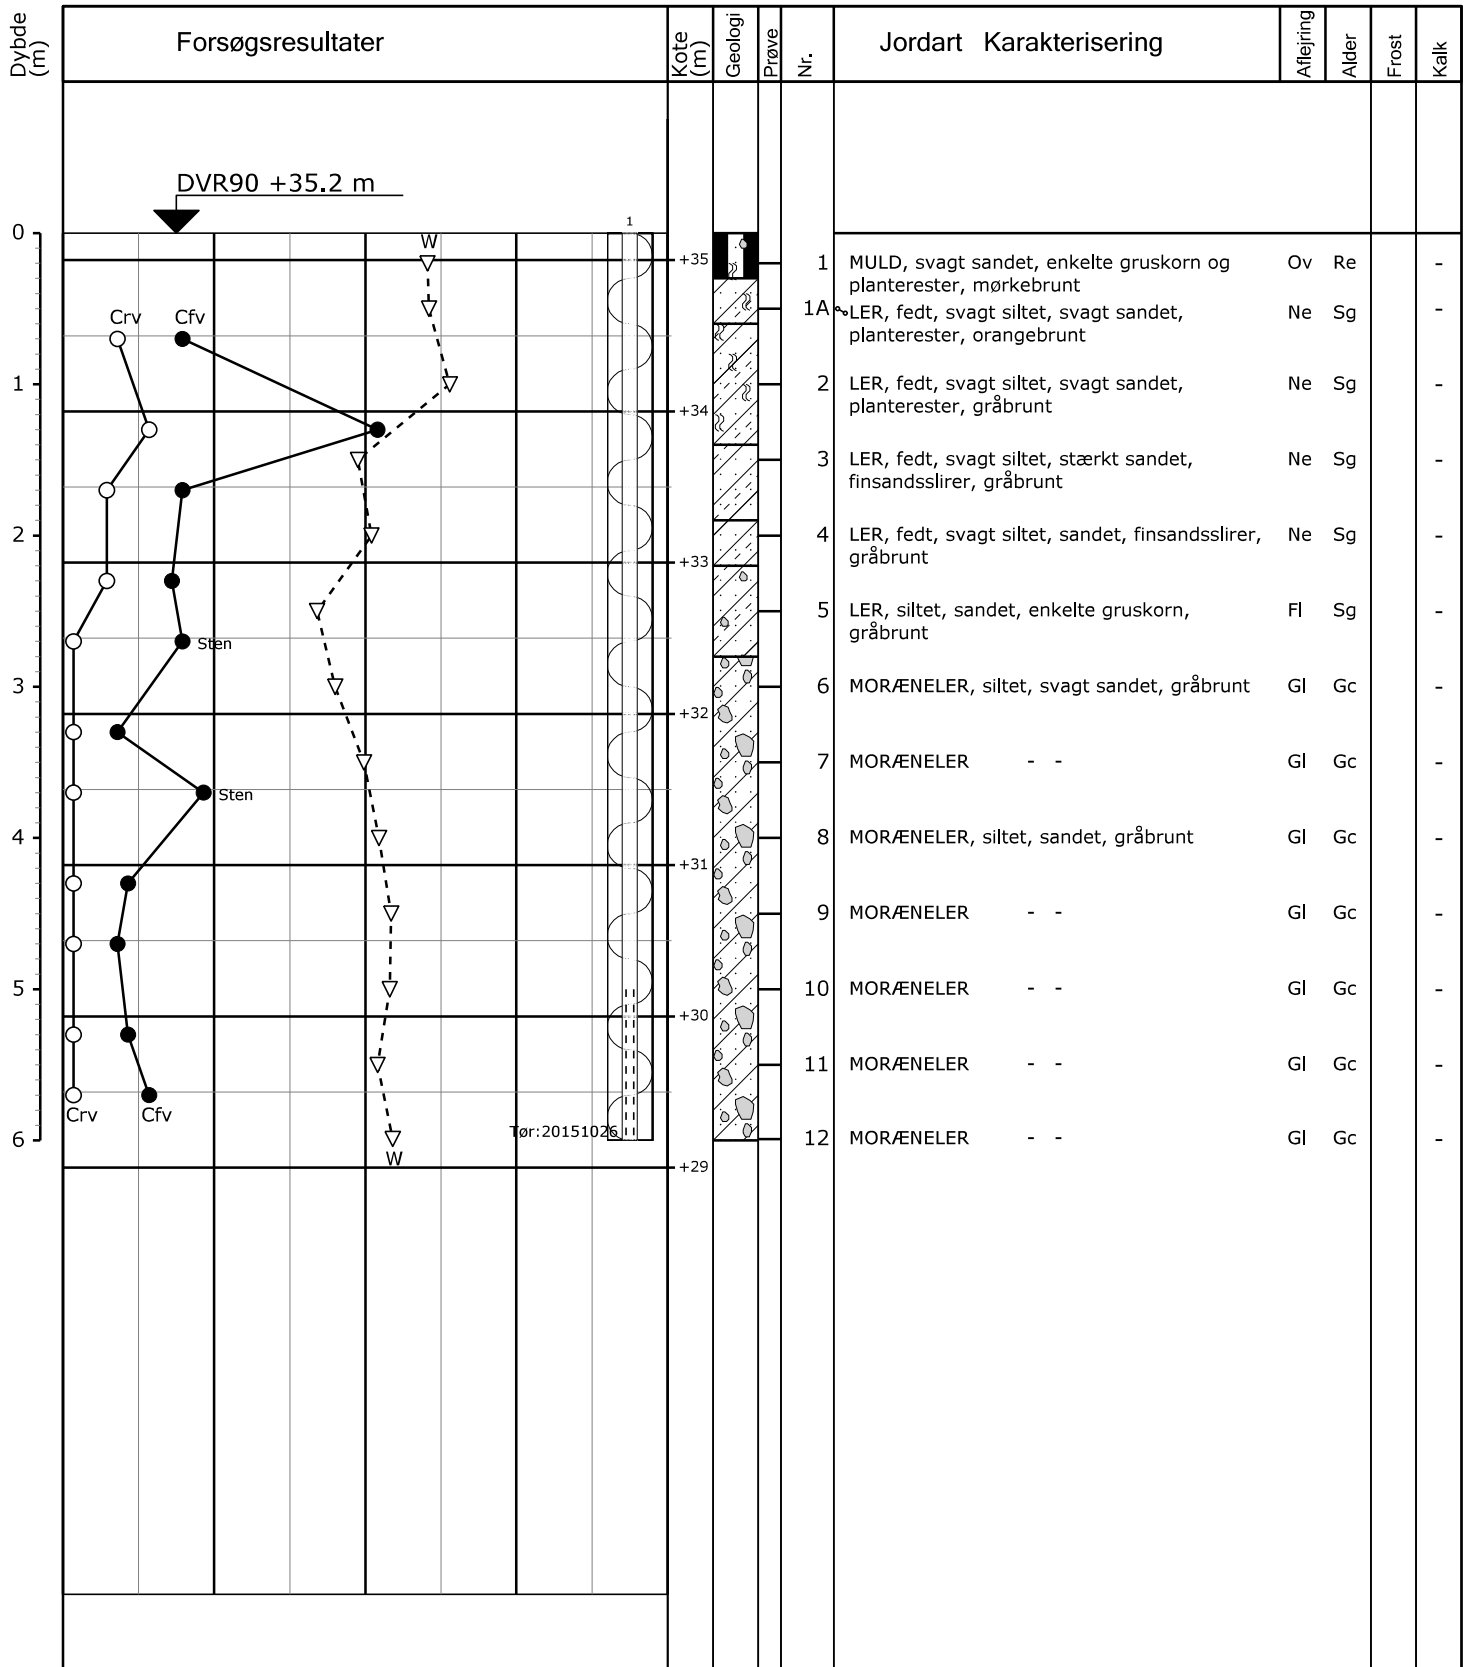 Dybde
(m)
Forsøgsresultater
Kote
(m)
Geologi
Prøve
Nr.
Jordart Karakterisering
Aflejring
Alder
Frost
Kalk
DVR90 +35.2 m
0
1
W
+35
1 MULD, svagt sandet, enkelte gruskorn og Ov Re -
planterester, mørkebrunt
1A LER, fedt, svagt siltet, svagt sandet, Ne Sg -
planterester, orangebrunt
Crv Cfv
1
2 LER, fedt, svagt siltet, svagt sandet, Ne Sg -
planterester, gråbrunt
+34
3 LER, fedt, svagt siltet, stærkt sandet, Ne Sg -
finsandsslirer, gråbrunt
2
4 LER, fedt, svagt siltet, sandet, finsandsslirer, Ne Sg -
gråbrunt
+33
5 LER, siltet, sandet, enkelte gruskorn, Fl Sg -
gråbrunt
Sten
3
6 MORÆNELER, siltet, svagt sandet, gråbrunt Gl Gc -
+32
7 MORÆNELER - - Gl Gc -
Sten
4
8 MORÆNELER, siltet, sandet, gråbrunt Gl Gc -
+31
9 MORÆNELER - - Gl Gc -
5
10 MORÆNELER - - Gl Gc -
+30
11 MORÆNELER - - Gl Gc -
Crv Cfv
6
Tør:20151026
12 MORÆNELER - - Gl Gc -
W
+29